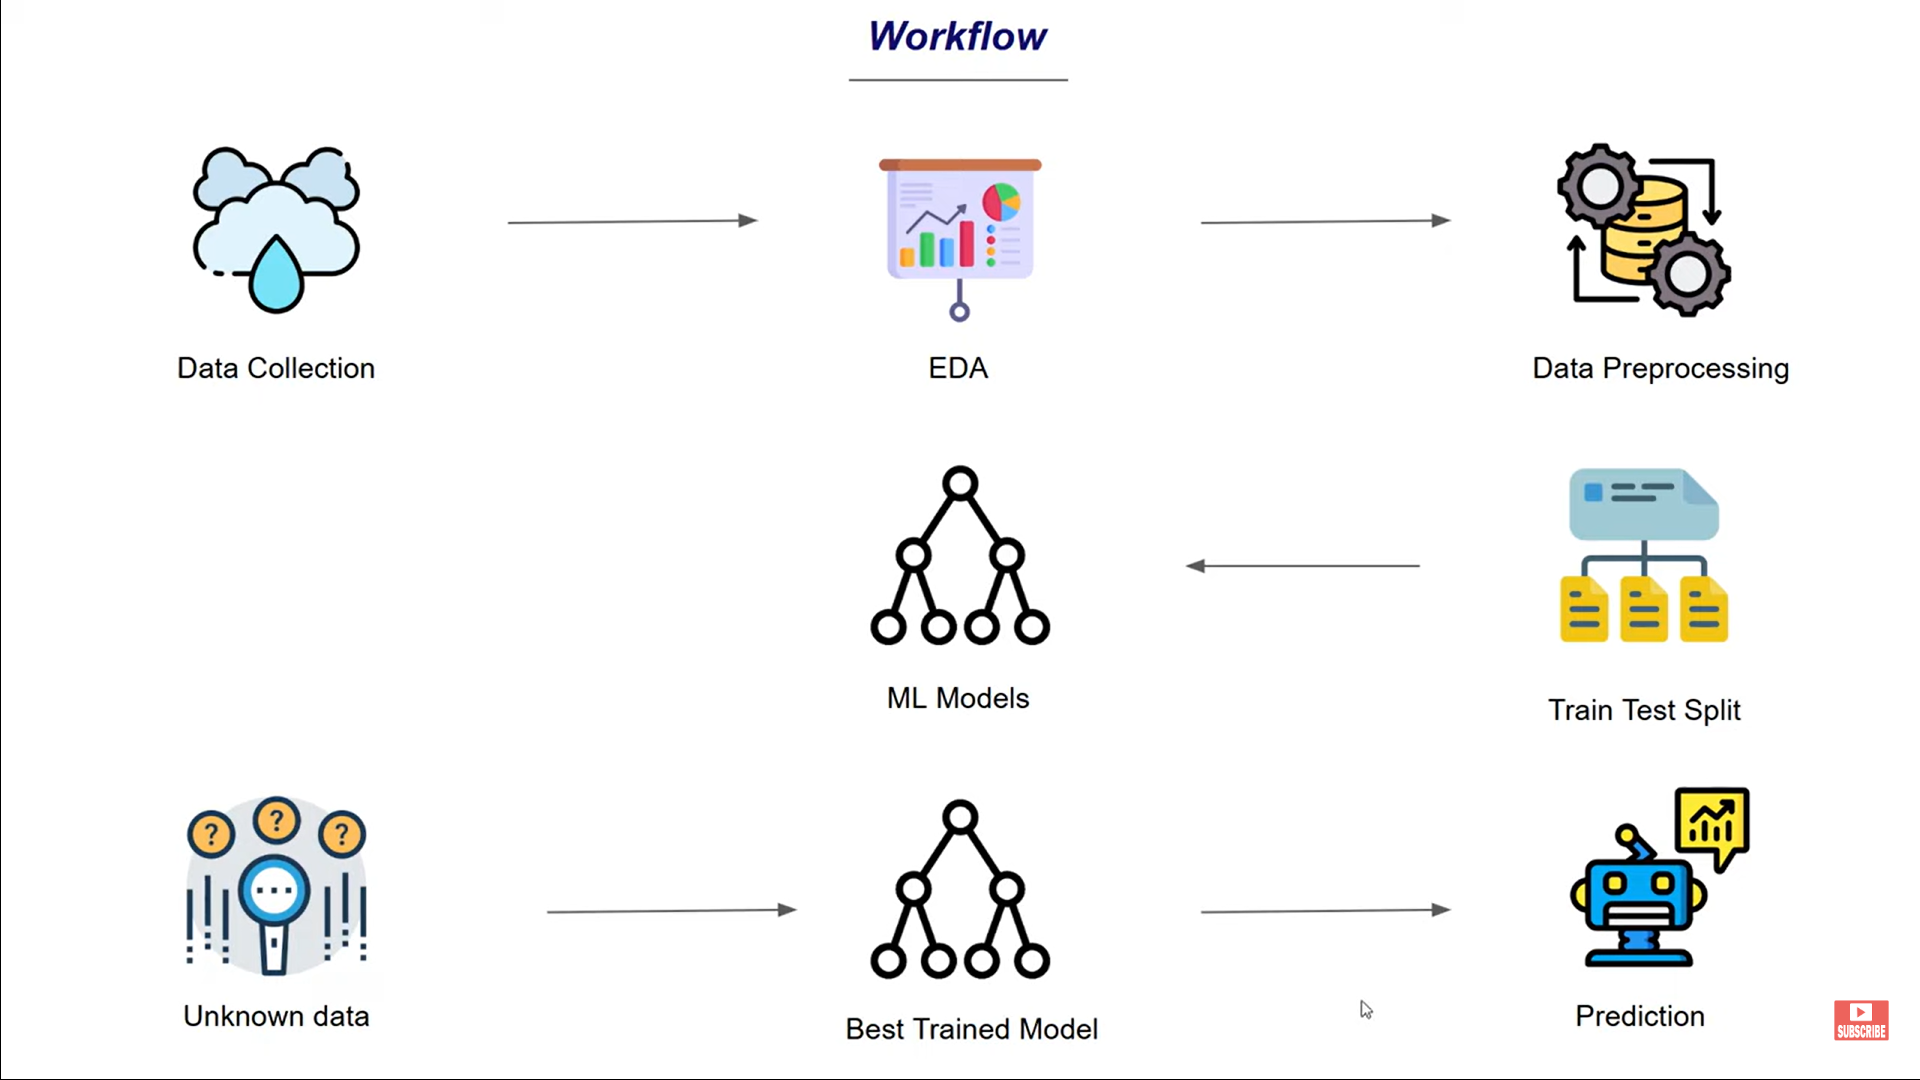 Workflow
Data Collection
EDA
Data Preprocessing
ML Models
Train Test Split
? ? ?
Unknown data
Best Trained Model
Prediction
SUBSCRIBE